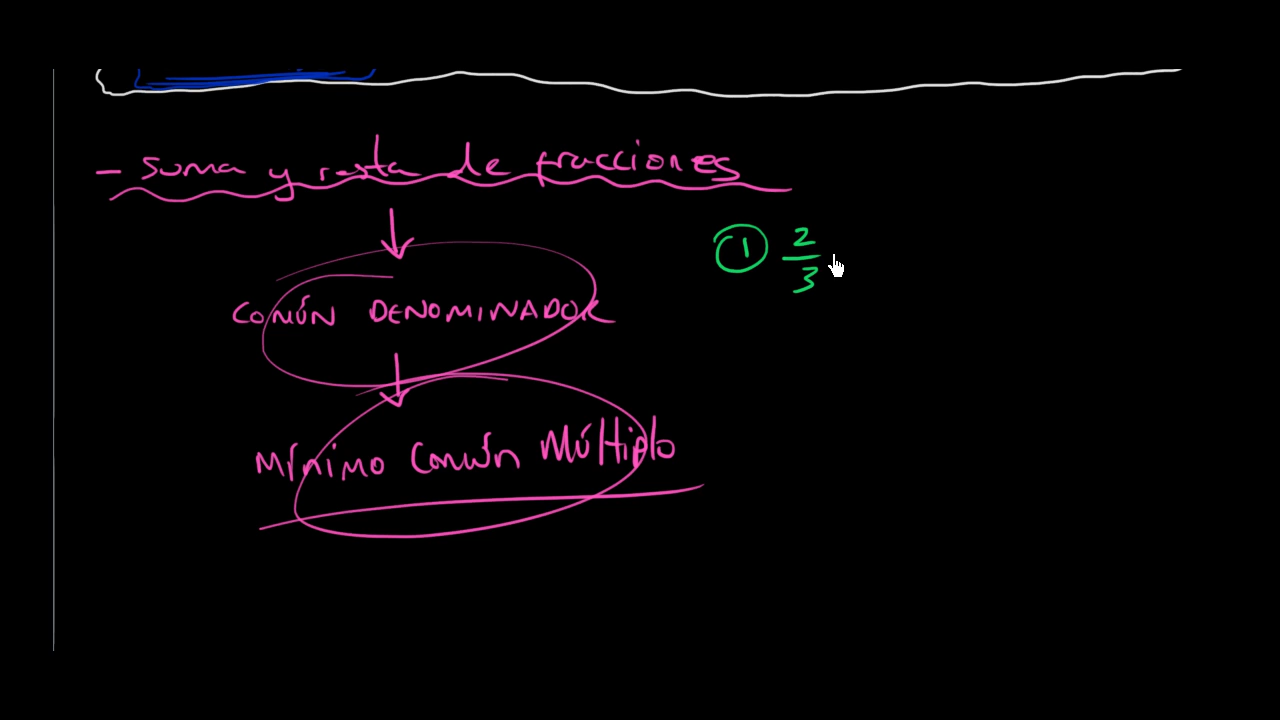 - Suma y resta de fracciones
COMÚN DENOMINADOR
Mínimo Común Múltiplo
① 2/3